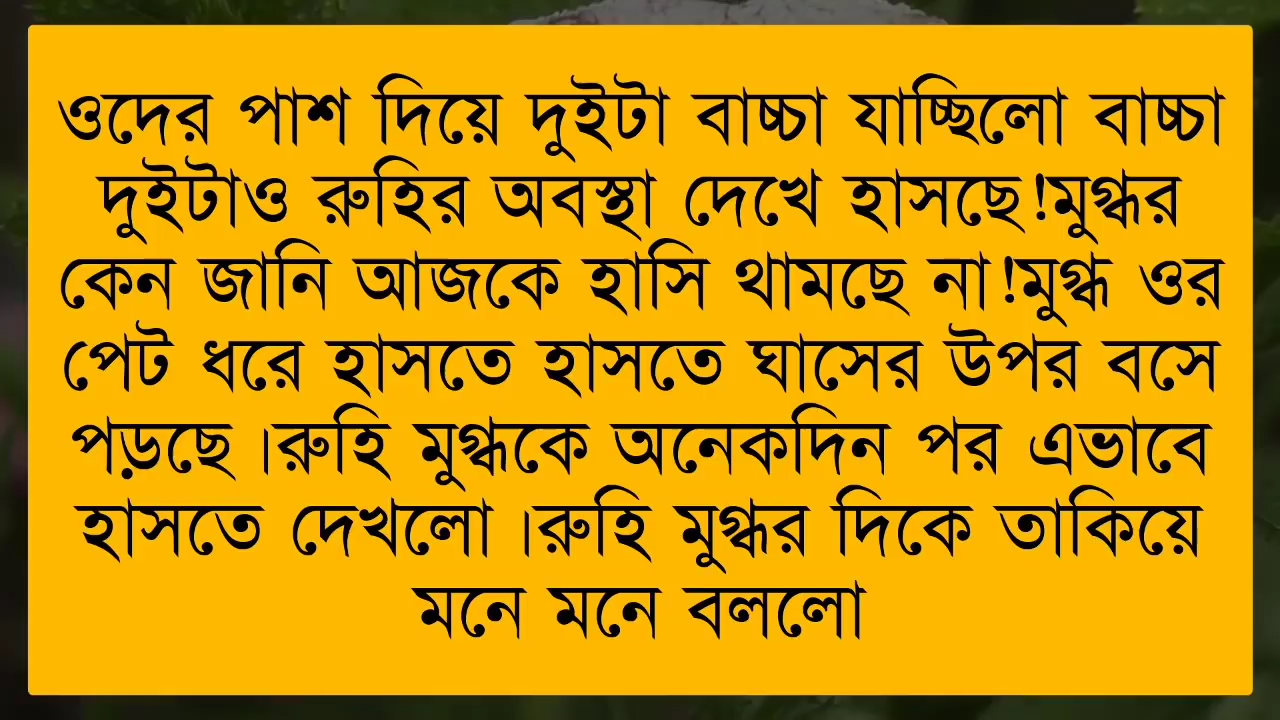 ওদের পাশ দিয়ে দুইটা বাচ্চা যাচ্ছিলো বাচ্চা
দুইটাও রুহির অবস্থা দেখে হাসছে!মুগ্ধর
কেন জানি আজকে হাসি থামছে না!মুগ্ধ ওর
পেট ধরে হাসতে হাসতে ঘাসের উপর বসে
পড়ছে।রুহি মুগ্ধকে অনেকদিন পর এভাবে
হাসতে দেখলো।রুহি মুগ্ধর দিকে তাকিয়ে
মনে মনে বললো